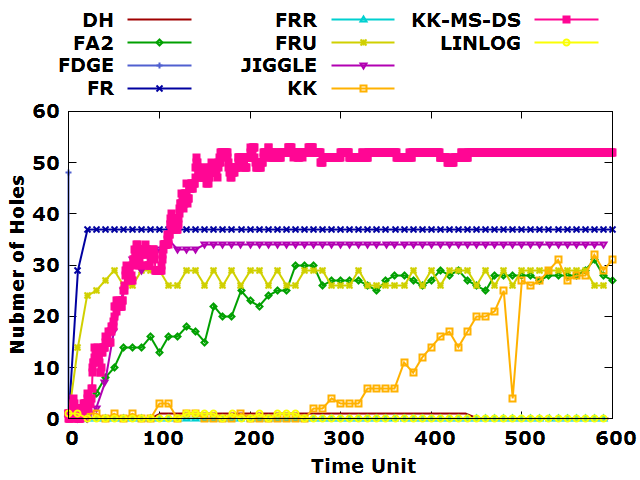 DH FRR KK-MS-DS
FA2 FRU LINLOG
FDGE JIGGLE
FR KK
60
50
40
30
20
10
0
Nubmer of Holes
0 100 200 300 400 500 600
Time Unit